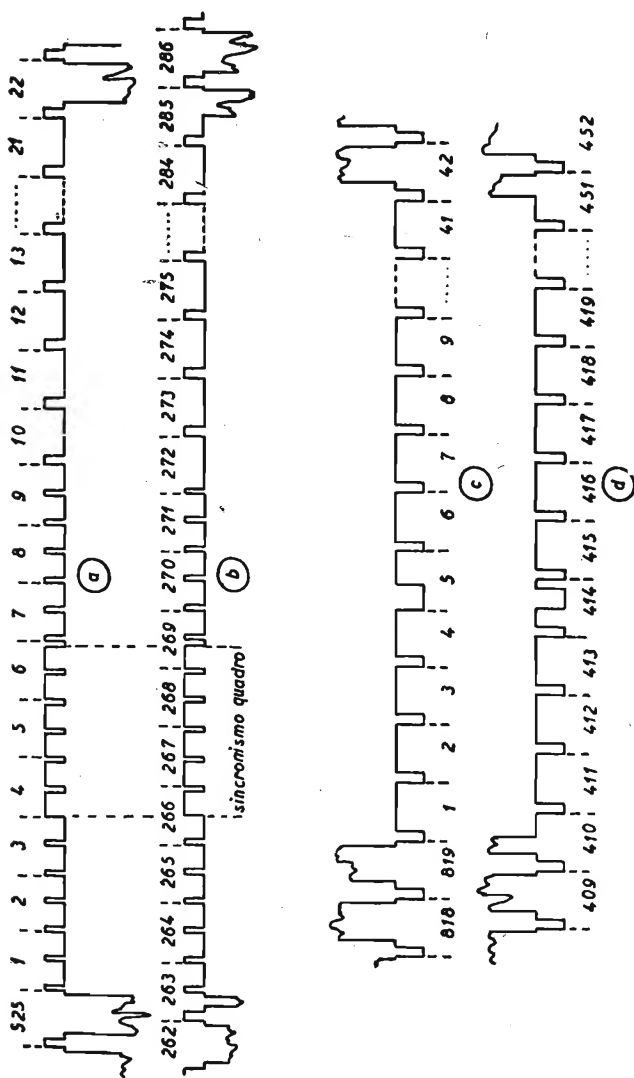 525 1 2 3 4 5 6 7 8 9 10 11 12 13 ...... 21 22
a
262 263 264 265 266 267 268 269 270 271 272 273 274 275 ...... 284 285 286
b
sincronismo quadro
818 819 1 2 3 4 5 6 7 8 9 ...... 41 42
c
409 410 411 412 413 414 415 416 417 418 419 ...... 451 452
d